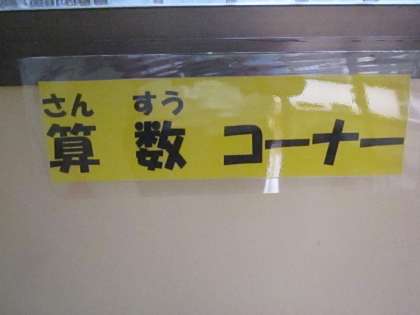 さん すう
算 数 コーナー